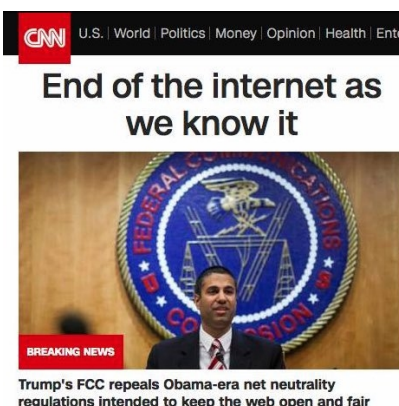 CNN U.S. World Politics Money Opinion Health Ente
End of the internet as
we know it
FEDERAL COMMUNICATIONS
COMMISSION
BREAKING NEWS
Trump's FCC repeals Obama-era net neutrality
regulations intended to keep the web open and fair